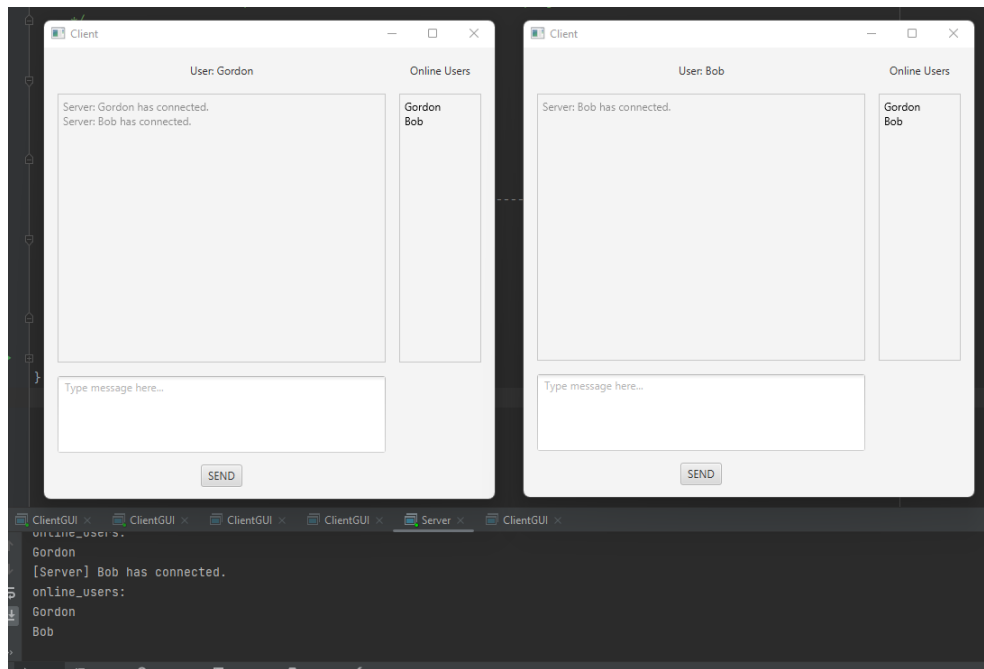 Client
User: Gordon
Online Users
Server: Gordon has connected.
Server: Bob has connected.
Gordon
Bob
Type message here...
SEND
Client
User: Bob
Online Users
Server: Bob has connected.
Gordon
Bob
Type message here...
SEND
}
ClientGUI × ClientGUI × ClientGUI × ClientGUI × Server × ClientGUI ×
online_users:
Gordon
[Server] Bob has connected.
online_users:
Gordon
Bob